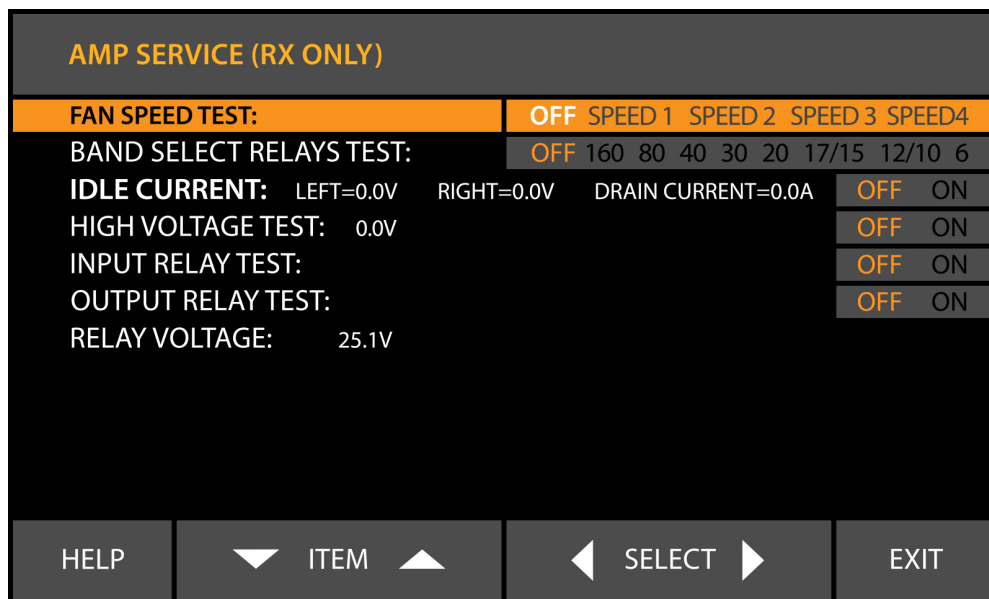 AMP SERVICE (RX ONLY)
FAN SPEED TEST: OFF SPEED 1 SPEED 2 SPEED 3 SPEED4
BAND SELECT RELAYS TEST: OFF 160 80 40 30 20 17/15 12/10 6
IDLE CURRENT: LEFT=0.0V RIGHT=0.0V DRAIN CURRENT=0.0A OFF ON
HIGH VOLTAGE TEST: 0.0V OFF ON
INPUT RELAY TEST: OFF ON
OUTPUT RELAY TEST: OFF ON
RELAY VOLTAGE: 25.1V
HELP ITEM SELECT EXIT